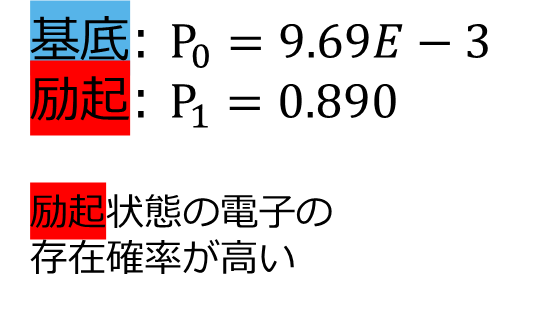 基底: P₀ = 9.69E − 3
励起: P₁ = 0.890
励起状態の電子の
存在確率が高い